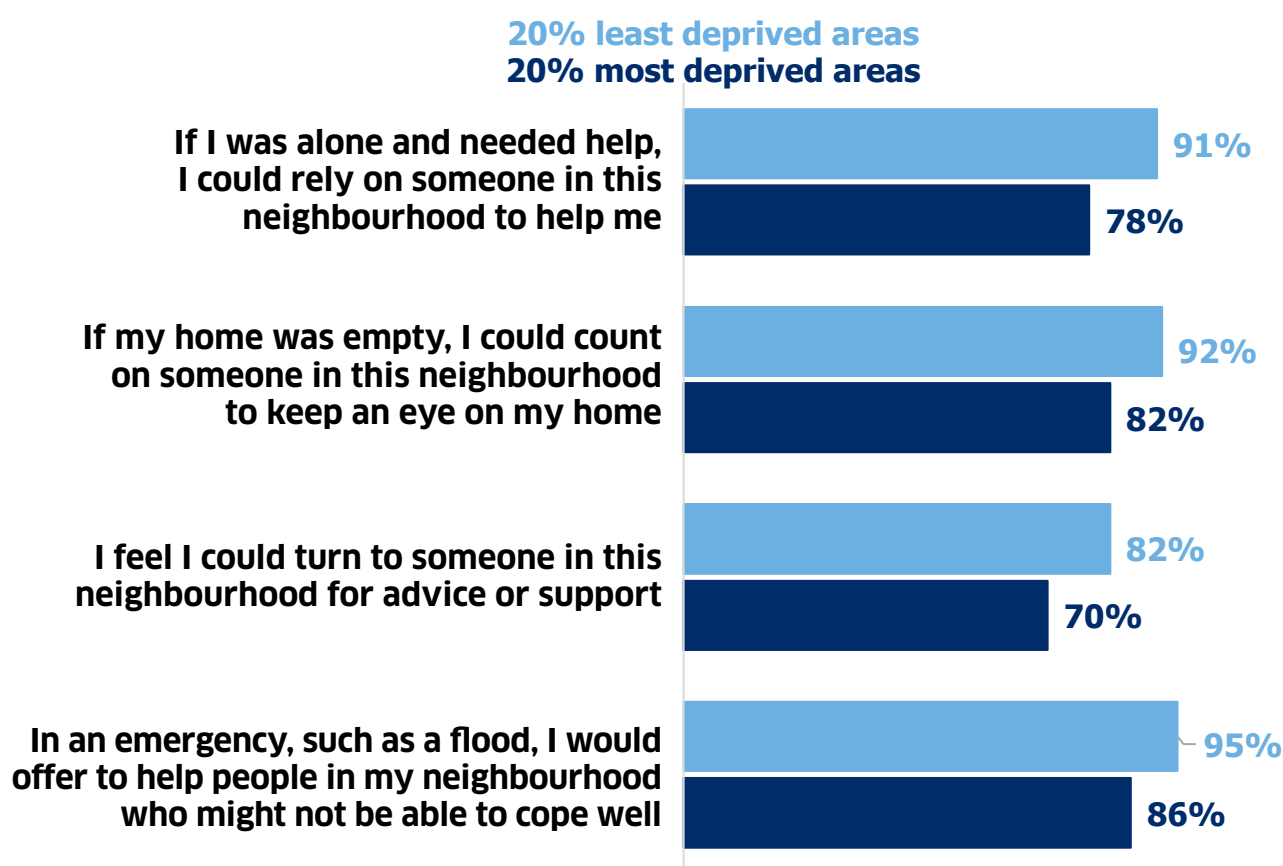 20% least deprived areas
20% most deprived areas
If I was alone and needed help,
I could rely on someone in this
neighbourhood to help me
91%
78%
If my home was empty, I could count
on someone in this neighbourhood
to keep an eye on my home
92%
82%
I feel I could turn to someone in this
neighbourhood for advice or support
82%
70%
In an emergency, such as a flood, I would
offer to help people in my neighbourhood
who might not be able to cope well
95%
86%